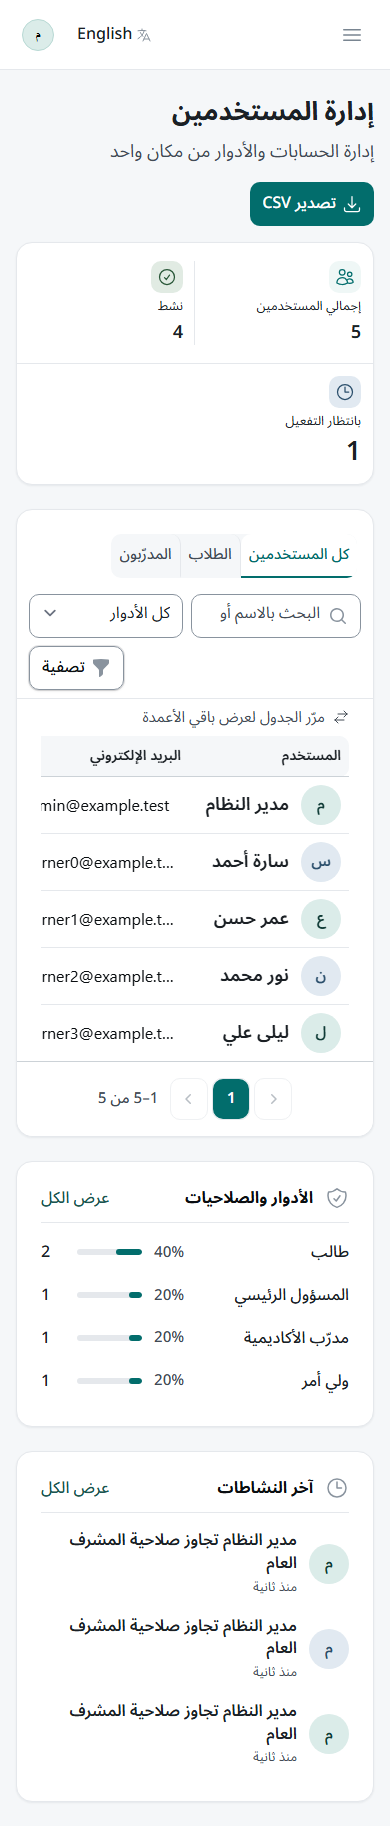 م
English
إدارة المستخدمين
إدارة الحسابات والأدوار من مكان واحد
تصدير CSV
إجمالي المستخدمين
5
نشط
4
بانتظار التفعيل
1
كل المستخدمين
الطلاب
المدرّبون
البحث بالاسم أو
كل الأدوار
تصفية
مرّر الجدول لعرض باقي الأعمدة
المستخدم
البريد الإلكتروني
م
مدير النظام
min@example.test
س
سارة أحمد
rner0@example.t...
ع
عمر حسن
rner1@example.t...
ن
نور محمد
rner2@example.t...
ل
ليلى علي
rner3@example.t...
1
1–5 من 5
الأدوار والصلاحيات
عرض الكل
طالب
40%
2
المسؤول الرئيسي
20%
1
مدرّب الأكاديمية
20%
1
ولي أمر
20%
1
آخر النشاطات
عرض الكل
م
مدير النظام تجاوز صلاحية المشرف
العام
منذ ثانية
م
مدير النظام تجاوز صلاحية المشرف
العام
منذ ثانية
م
مدير النظام تجاوز صلاحية المشرف
العام
منذ ثانية